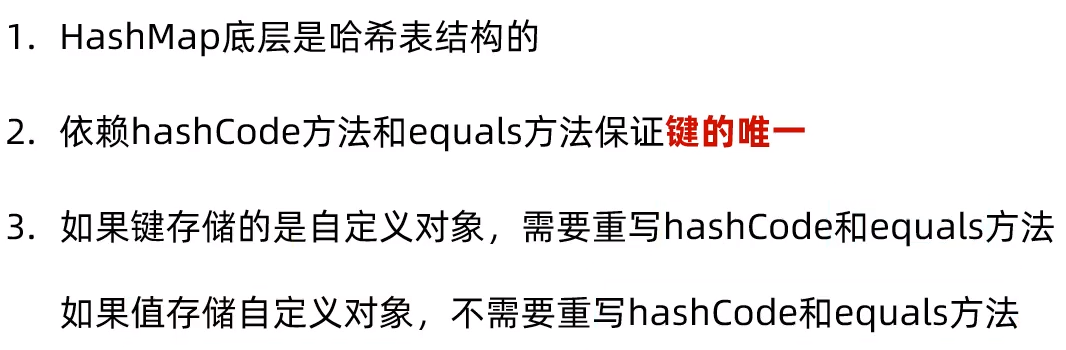 1. HashMap底层是哈希表结构的
2. 依赖hashCode方法和equals方法保证键的唯一
3. 如果键存储的是自定义对象，需要重写hashCode和equals方法
如果值存储自定义对象，不需要重写hashCode和equals方法